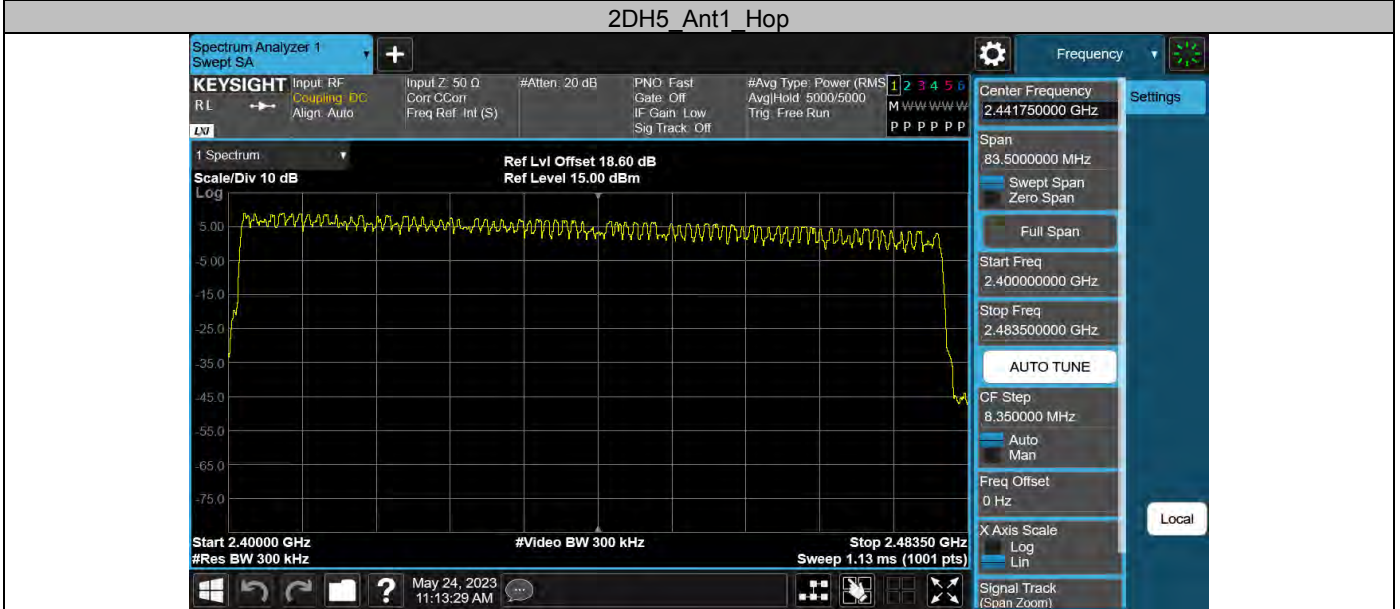 2DH5_Ant1_Hop
Spectrum Analyzer 1
Swept SA
+
Frequency
KEYSIGHT
R L
LXI
Input: RF
Coupling: DC
Align: Auto
Input Z: 50 Ω
Corr CCorr
Freq Ref: Int (S)
#Atten: 20 dB
PNO: Fast
Gate: Off
IF Gain: Low
Sig Track: Off
#Avg Type: Power (RMS
Avg|Hold: 5000/5000
Trig: Free Run
1 2 3 4 5 6
M W W W W W
P P P P P P
1 Spectrum
Scale/Div 10 dB
Ref Lvl Offset 18.60 dB
Ref Level 15.00 dBm
Log
5.00
-5.00
-15.0
-25.0
-35.0
-45.0
-55.0
-65.0
-75.0
Start 2.40000 GHz
#Res BW 300 kHz
#Video BW 300 kHz
Stop 2.48350 GHz
Sweep 1.13 ms (1001 pts)
Center Frequency
2.441750000 GHz
Settings
Span
83.5000000 MHz
Swept Span
Zero Span
Full Span
Start Freq
2.400000000 GHz
Stop Freq
2.483500000 GHz
AUTO TUNE
CF Step
8.350000 MHz
Auto
Man
Freq Offset
0 Hz
X Axis Scale
Log
Lin
Local
Signal Track
(Span Zoom)
?
May 24, 2023
11:13:29 AM